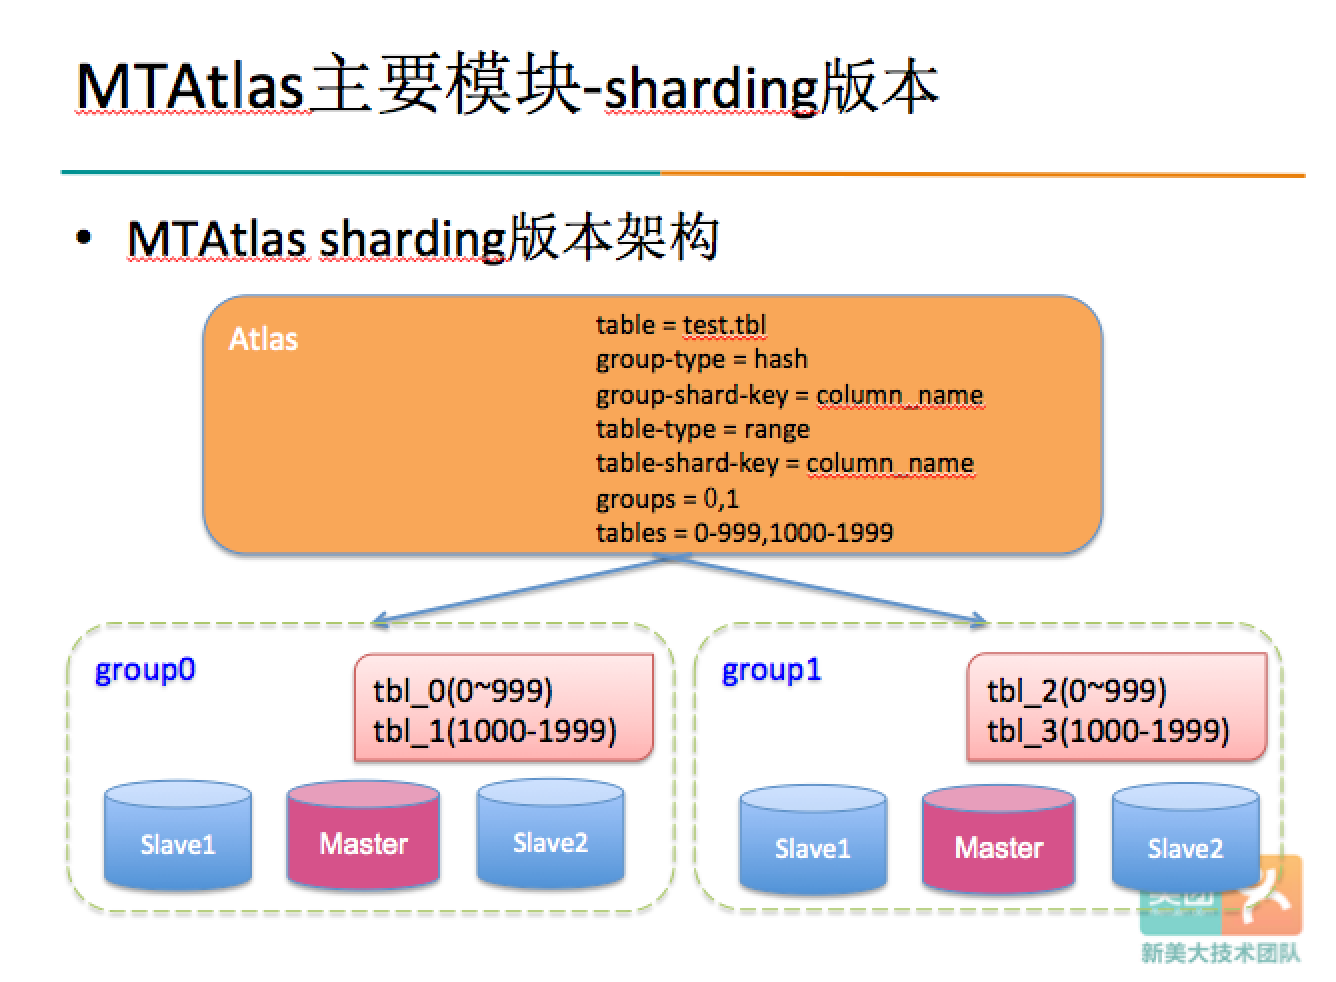 MTAtlas主要模块-sharding版本
• MTAtlas sharding版本架构
Atlas
table = test.tbl
group-type = hash
group-shard-key = column_name
table-type = range
table-shard-key = column_name
groups = 0,1
tables = 0-999,1000-1999
group0
tbl_0(0~999)
tbl_1(1000-1999)
Slave1
Master
Slave2
group1
tbl_2(0~999)
tbl_3(1000-1999)
Slave1
Master
Slave2
美团
新美大技术团队